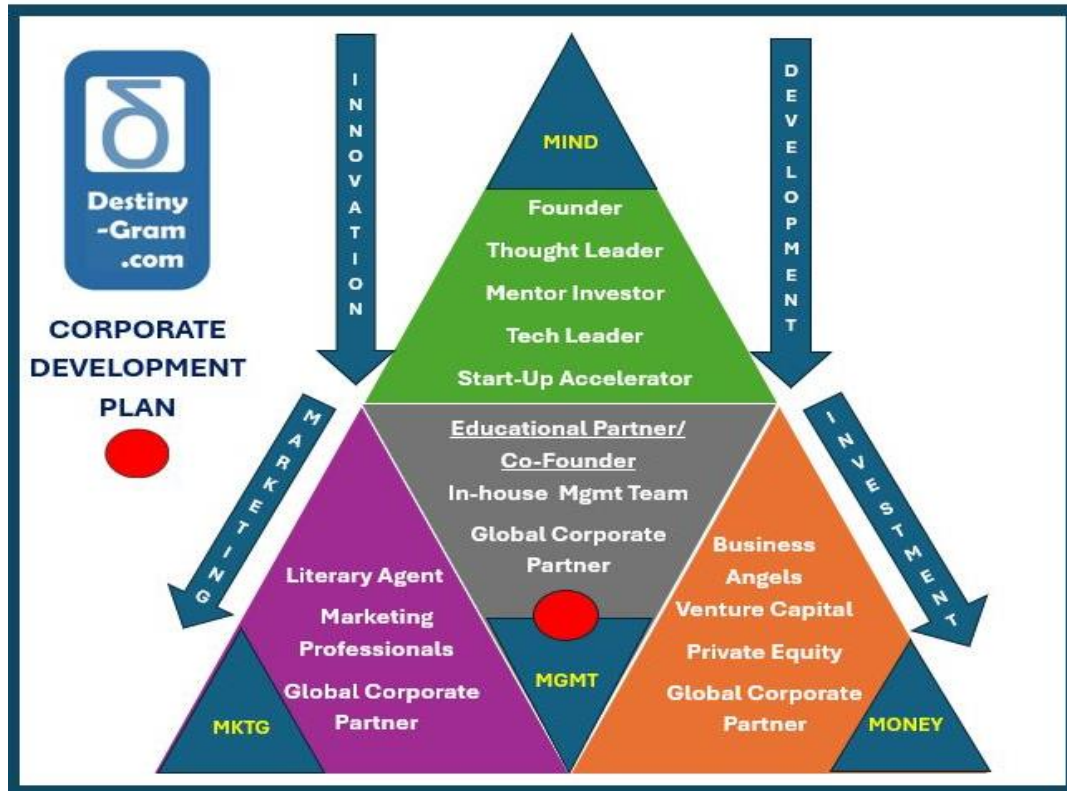 δ
Destiny
-Gram
.com
CORPORATE
DEVELOPMENT
PLAN
INNOVATION
DEVELOPMENT
MARKETING
INVESTMENT
MIND
Founder
Thought Leader
Mentor Investor
Tech Leader
Start-Up Accelerator
Educational Partner/
Co-Founder
In-house Mgmt Team
Global Corporate
Partner
MGMT
Literary Agent
Marketing
Professionals
Global Corporate
Partner
MKTG
Business
Angels
Venture Capital
Private Equity
Global Corporate
Partner
MONEY